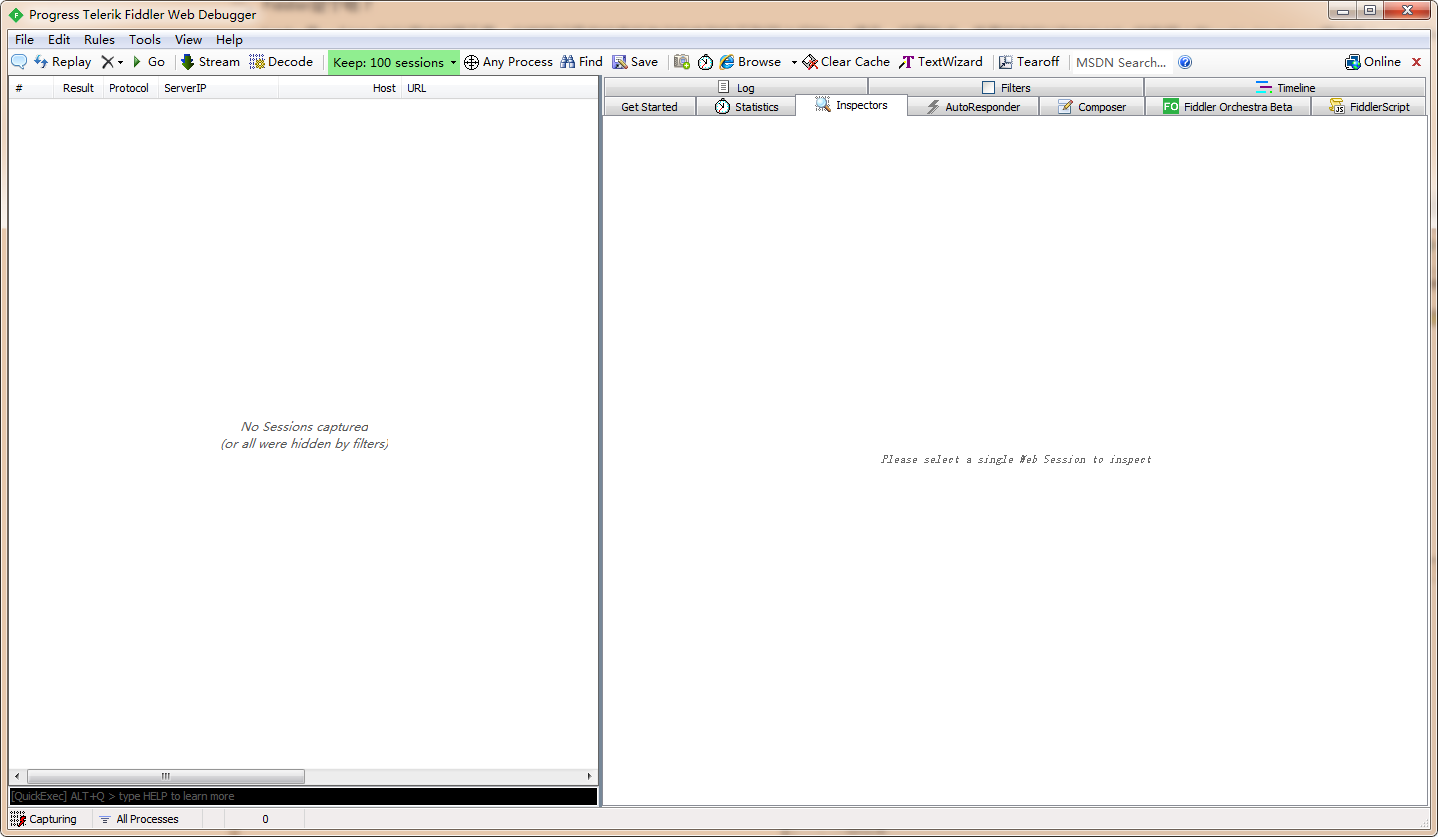 Progress Telerik Fiddler Web Debugger
File Edit Rules Tools View Help
Replay Go Stream Decode Keep: 100 sessions Any Process Find Save Browse Clear Cache TextWizard Tearoff MSDN Search... Online
# Result Protocol ServerIP Host URL
Log Filters Timeline
Get Started Statistics Inspectors AutoResponder Composer FO Fiddler Orchestra Beta JS FiddlerScript
No Sessions captured
(or all were hidden by filters)
Please select a single Web Session to inspect
[QuickExec] ALT+Q > type HELP to learn more
Capturing All Processes 0